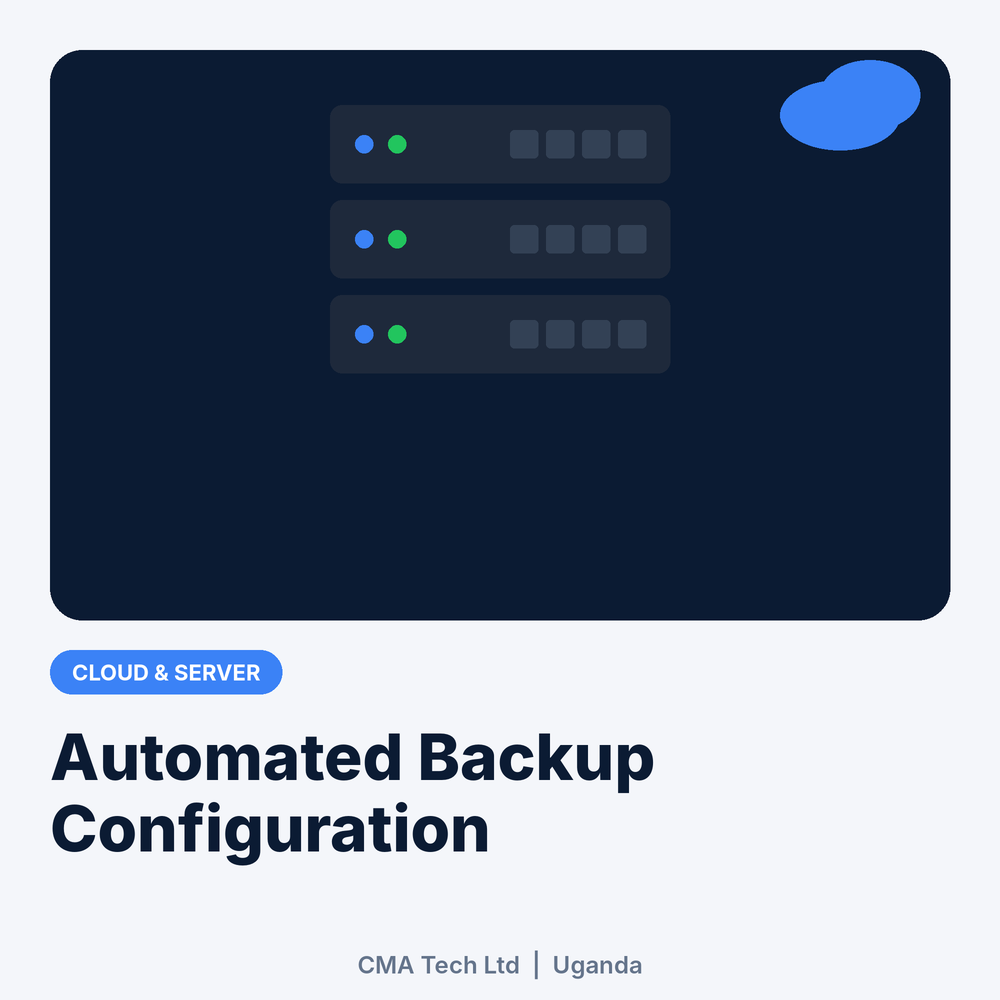 CLOUD & SERVER
Automated Backup
Configuration
CMA Tech Ltd | Uganda